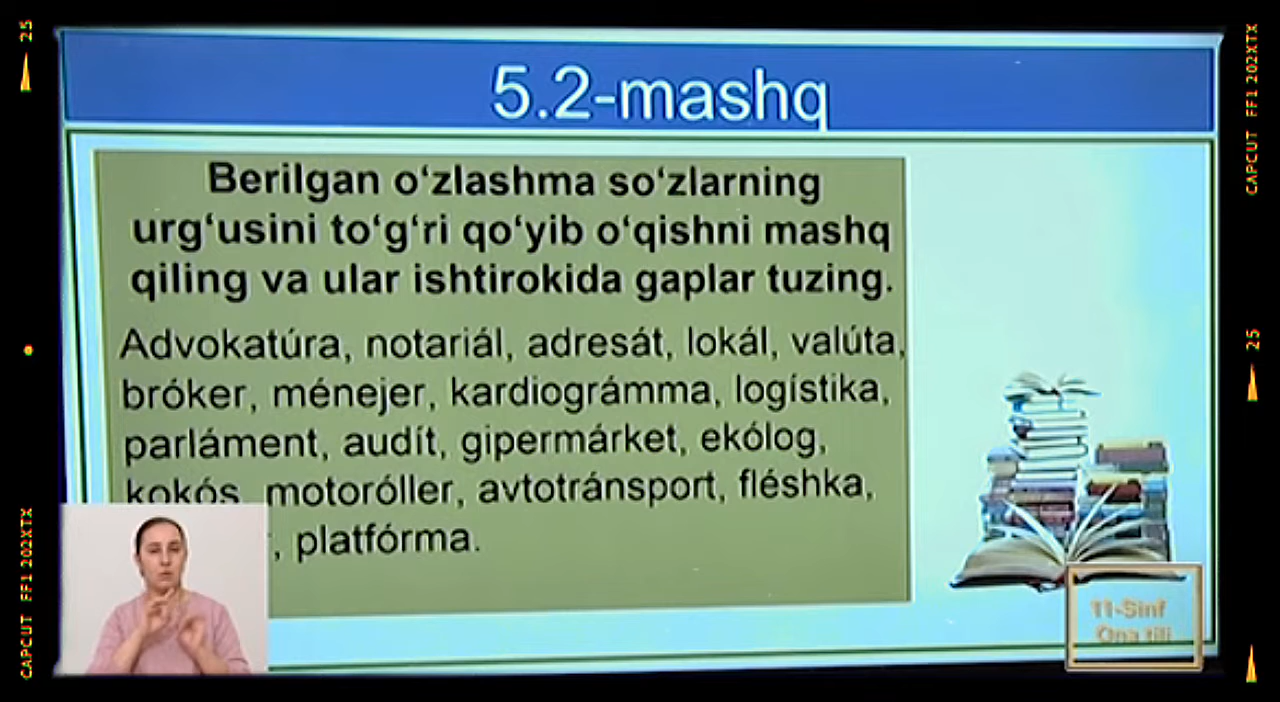 5.2-mashq
Berilgan o‘zlashma so‘zlarning
urg‘usini to‘g‘ri qo‘yib o‘qishni mashq
qiling va ular ishtirokida gaplar tuzing.
Advokatúra, notariál, adresát, lokál, valúta,
bróker, ménejer, kardiográmma, logístika,
parláment, audít, gipermárket, ekólog,
kokós, motoróller, avtotránsport, fléshka,
, platfórma.
11-Sinf
Ona tili
25
CAPCUT FF1 202XTX
CAPCUT FF1 202XTX
25